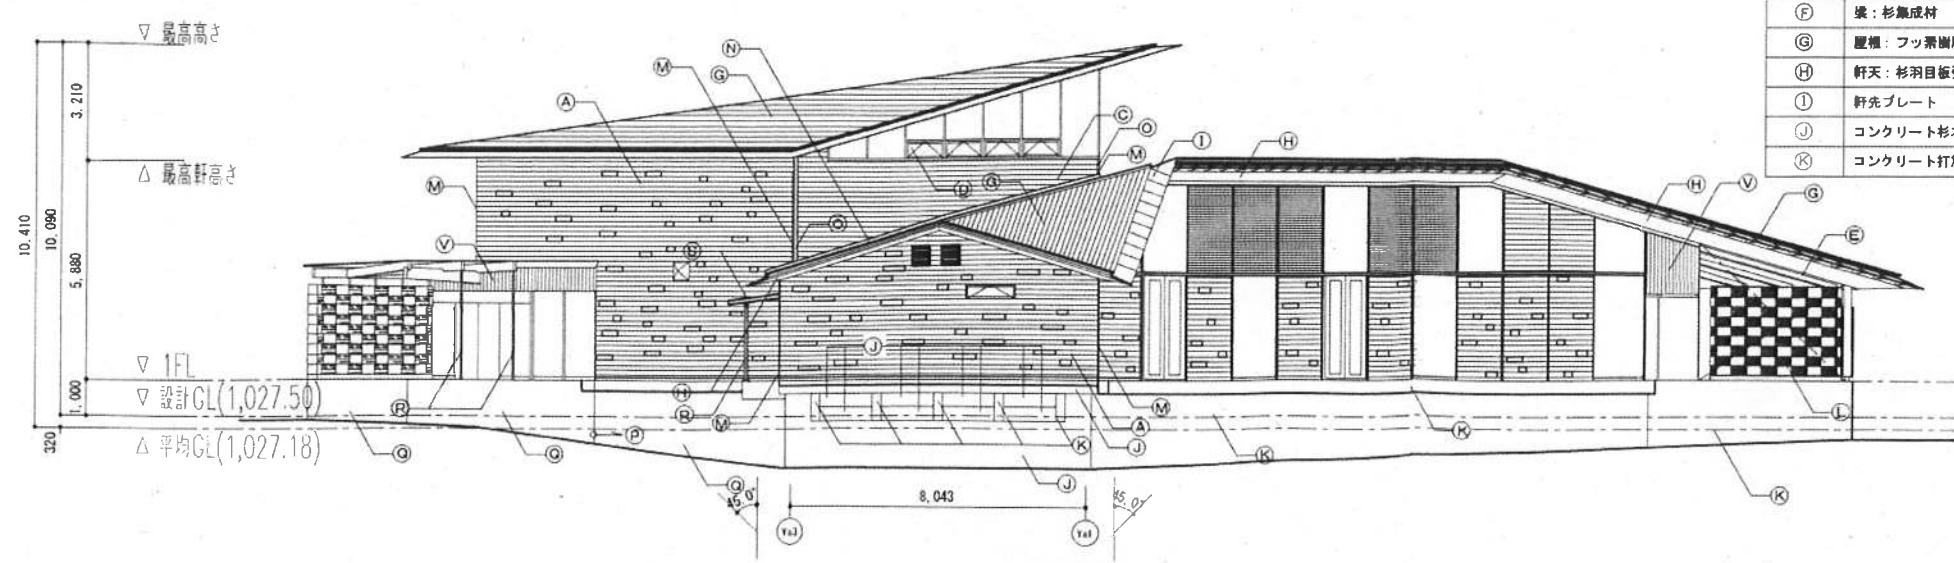 ▽ 最高高さ
3,210
△ 最高軒高さ
10,410
10,090
5,880
▽ 1FL
1,000
▽ 設計GL(1,027.50)
320
△ 平均GL(1,027.18)
N
M
G
A
C
O
I
M
H
D
G
H
V
G
M
V
O
E
J
H
R
R
M
M
A
L
P
K
J
K
K
K
Q
Q
Q
J
K
45.0°
8,043
45.0°
F 梁：杉集成材
G 屋根：フッ素樹
H 軒天：杉羽目板
I 軒先プレート
J コンクリート杉
K コンクリート打